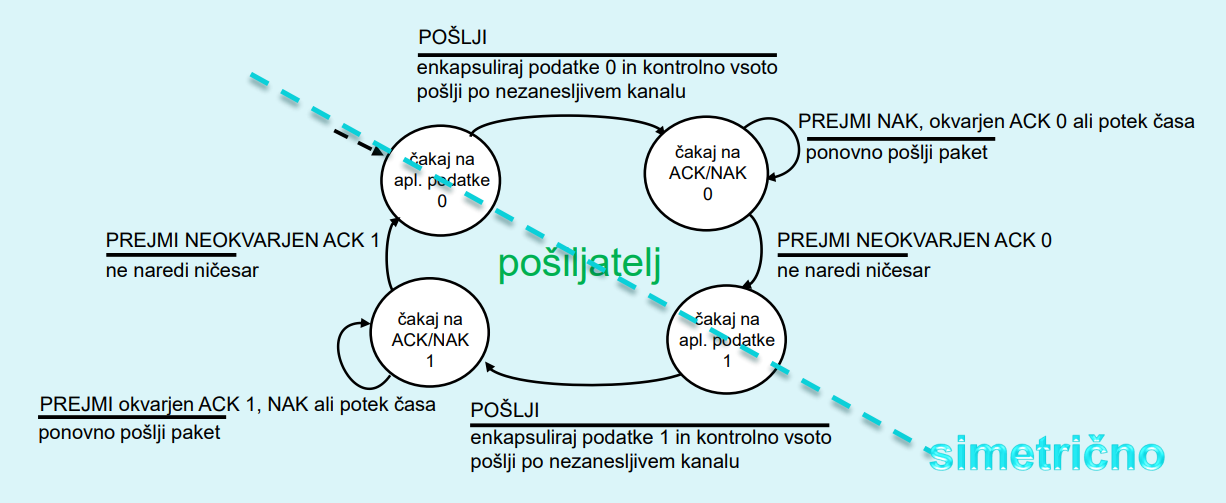 POŠLJI
enkapsuliraj podatke 0 in kontrolno vsoto
pošlji po nezanesljivem kanalu
čakaj na
apl. podatke
0
čakaj na
ACK/NAK
0
PREJMI NAK, okvarjen ACK 0 ali potek časa
ponovno pošlji paket
PREJMI NEOKVARJEN ACK 1
ne naredi ničesar
pošiljatelj
PREJMI NEOKVARJEN ACK 0
ne naredi ničesar
čakaj na
ACK/NAK
1
čakaj na
apl. podatke
1
PREJMI okvarjen ACK 1, NAK ali potek časa
ponovno pošlji paket
POŠLJI
enkapsuliraj podatke 1 in kontrolno vsoto
pošlji po nezanesljivem kanalu
simetrično